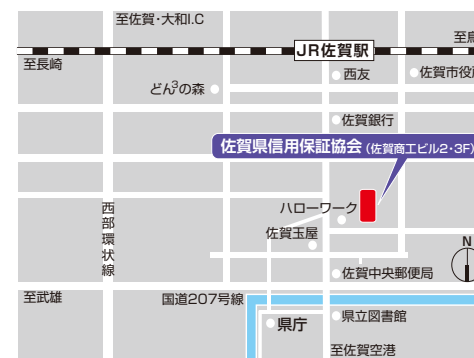 至佐賀・大和I.C
JR佐賀駅
至鳥
至長崎
西友
佐賀市役所
どん3の森
佐賀銀行
佐賀県信用保証協会(佐賀商工ビル2・3F)
西部環状線
ハローワーク
佐賀玉屋
N
佐賀中央郵便局
至武雄
国道207号線
県庁
県立図書館
至佐賀空港